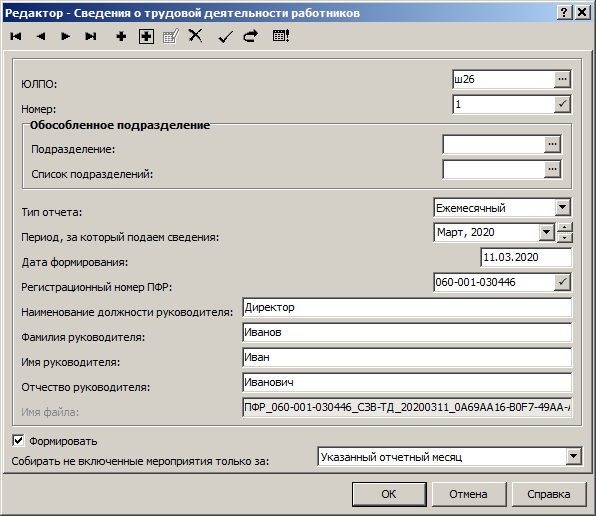 Редактор - Сведения о трудовой деятельности работников
ЮЛПО: ш26
Номер: 1
Обособленное подразделение
Подразделение:
Список подразделений:
Тип отчета: Ежемесячный
Период, за который подаем сведения: Март, 2020
Дата формирования: 11.03.2020
Регистрационный номер ПФР: 060-001-030446
Наименование должности руководителя: Директор
Фамилия руководителя: Иванов
Имя руководителя: Иван
Отчество руководителя: Иванович
Имя файла: ПФР_060-001-030446_СЗВ-ТД_20200311_0A69AA16-B0F7-49AA-A
Формировать
Собирать не включенные мероприятия только за: Указанный отчетный месяц
ОК Отмена Справка